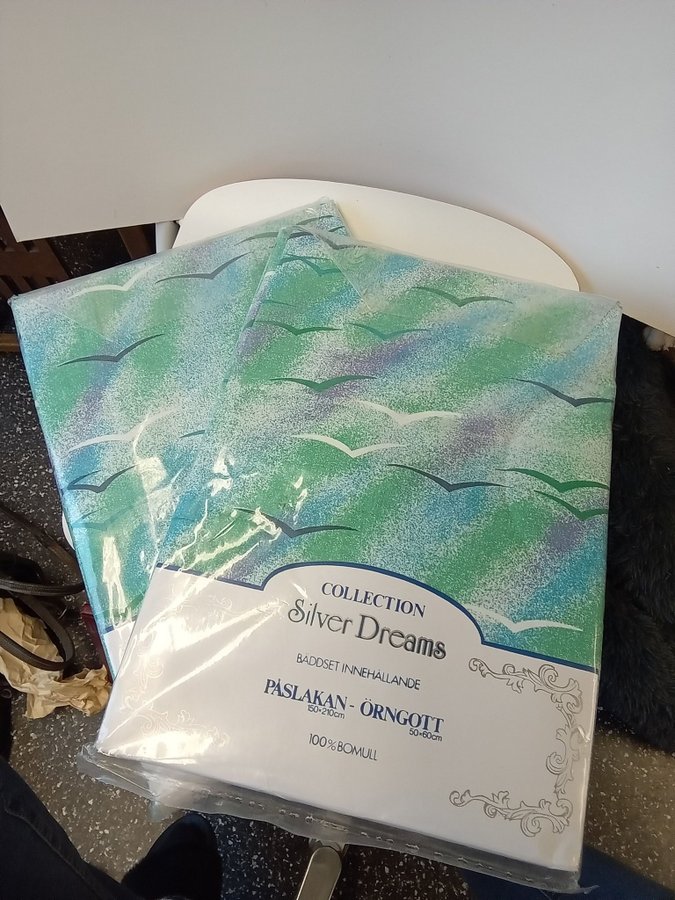 COLLECTION
Silver Dreams
BÄDDSET INNEHÅLLANDE
PÅSLAKAN - ÖRNGOTT
150×210cm 50×60cm
100% BOMULL